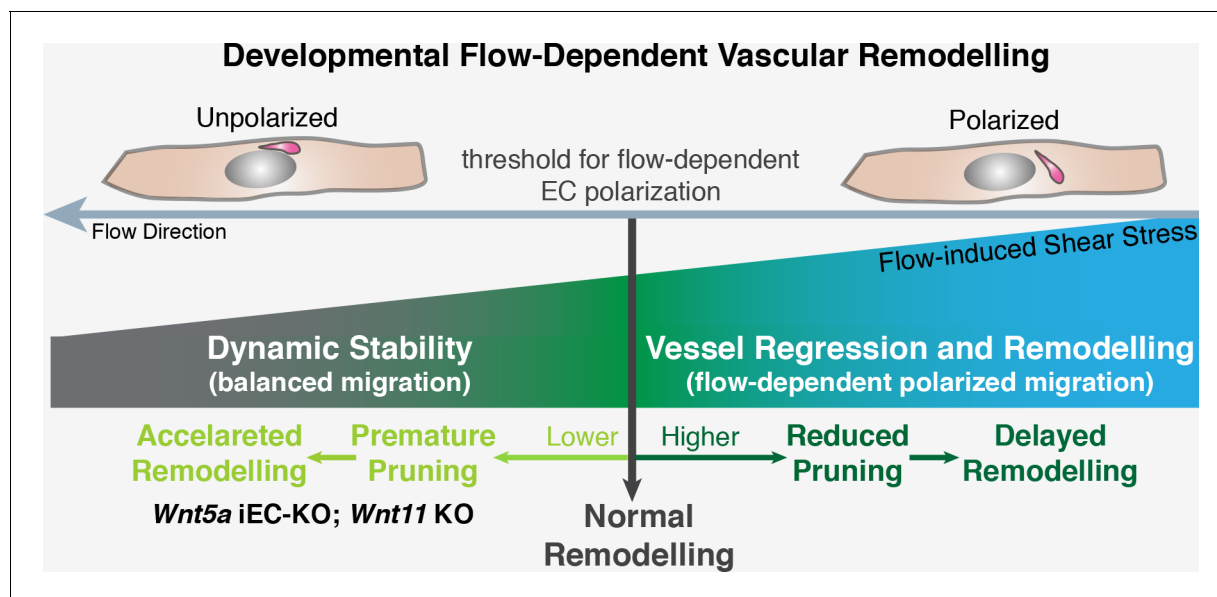 Developmental Flow-Dependent Vascular Remodelling
Unpolarized
Polarized
threshold for flow-dependent
EC polarization
Flow Direction
Flow-induced Shear Stress
Dynamic Stability
(balanced migration)
Vessel Regression and Remodelling
(flow-dependent polarized migration)
Accelareted
Remodelling
Premature
Pruning
Lower
Higher
Reduced
Pruning
Delayed
Remodelling
Wnt5a iEC-KO; Wnt11 KO
Normal
Remodelling